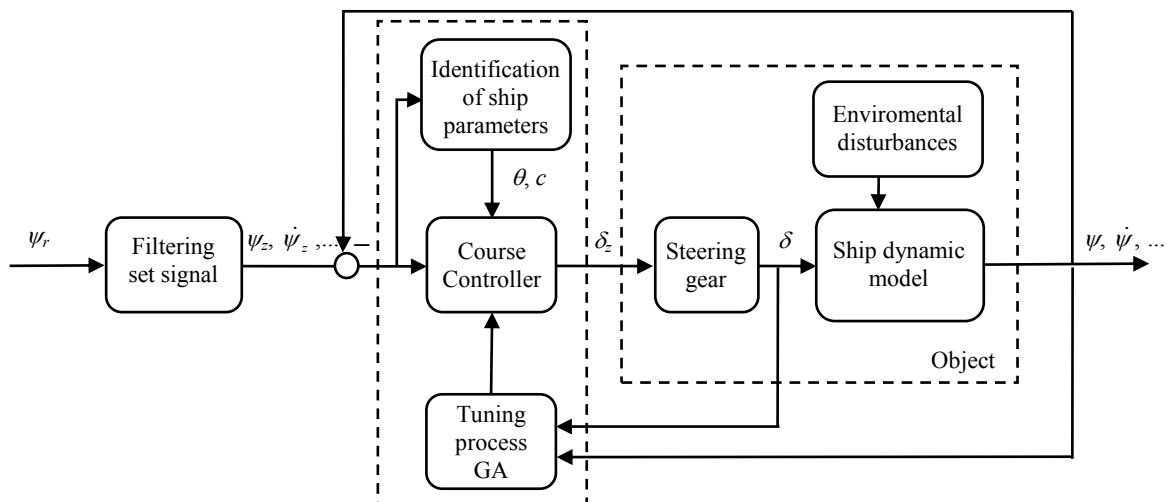 Identification
of ship
parameters
Enviromental
disturbances
θ, c
ψr
Filtering
set signal
ψz, ψ̇z ,... –
Course
Controller
δz
Steering
gear
δ
Ship dynamic
model
ψ, ψ̇, ...
Object
Tuning
process
GA